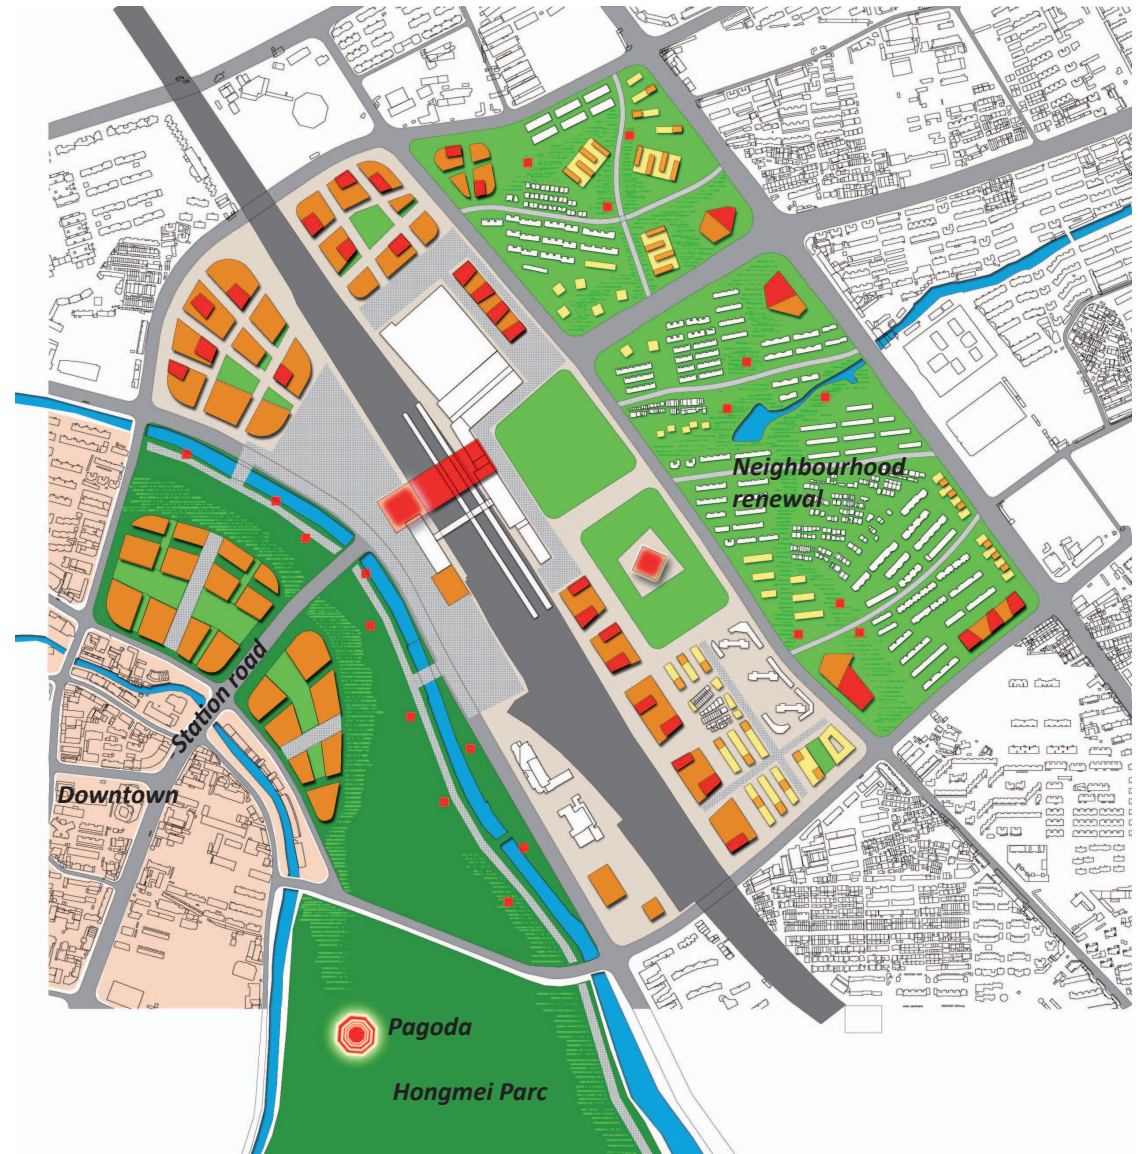 Neighbourhood
renewal
Station road
Downtown
Pagoda
Hongmei Parc